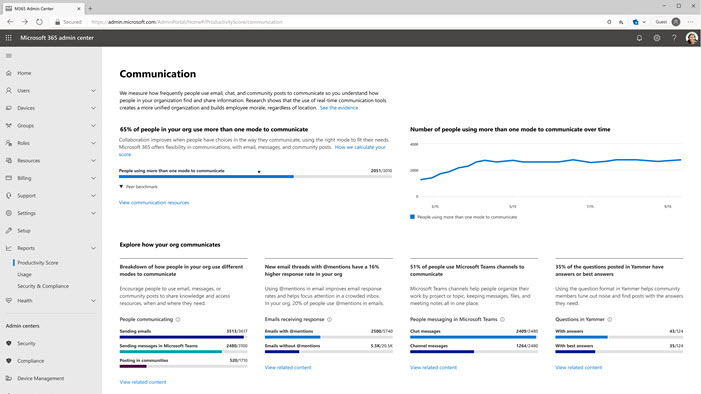 M365 Admin Center
Secured
https://admin.microsoft.com/AdminPortal/Home#/ProductivityScore/communication
Guest
Microsoft 365 admin center
Home
Users
Devices
Groups
Roles
Resources
Billing
Support
Settings
Setup
Reports
Productivity Score
Usage
Security & Compliance
Health
Admin centers
Security
Compliance
Device Management
Communication
We measure how frequently people use email, chat, and community posts to communicate so you understand how
people in your organization find and share information. Research shows that the use of real-time communication tools
creates a more unified organization and builds employee morale, regardless of location. See the evidence
65% of people in your org use more than one mode to communicate
Collaboration improves when people have choices in the way they communicate, using the right mode to fit their needs.
Microsoft 365 offers flexibility in communications, with email, messages, and community posts. How we calculate your
score
People using more than one mode to communicate
2051/3010
Peer benchmark
View communication resources
Number of people using more than one mode to communicate over time
4000
2000
0
5/15
7/15
9/15
People using more than one mode to communicate
Explore how your org communicates
Breakdown of how people in your org use different
modes to communicate
Encourage people to use email, messages, or
community posts to share knowledge and access
resources, when and where they need.
People communicating
Sending emails
3513/3617
Sending messages in Microsoft Teams
2480/3100
Posting in communities
520/1710
View related content
New email threads with @mentions have a 16%
higher response rate in your org
Using @mentions in email improves email response
rates and helps focus attention in a crowded inbox.
In your org, 20% of people use @mentions in emails.
Emails receiving response
Emails with @mentions
2500/5740
Emails without @mentions
5.5K/20.5K
View related content
51% of people use Microsoft Teams channels to
communicate
Microsoft Teams channels help people organize their
work by project or topic, keeping messages, files, and
meeting notes all in one place.
People messaging in Microsoft Teams
Chat messages
2409/2480
Channel messages
1264/2480
View related content
35% of the questions posted in Yammer have
answers or best answers
Using the question format in Yammer helps community
members tune out noise and find posts with the answers
they need.
Questions in Yammer
With answers
43/124
With best answers
35/124
View related content